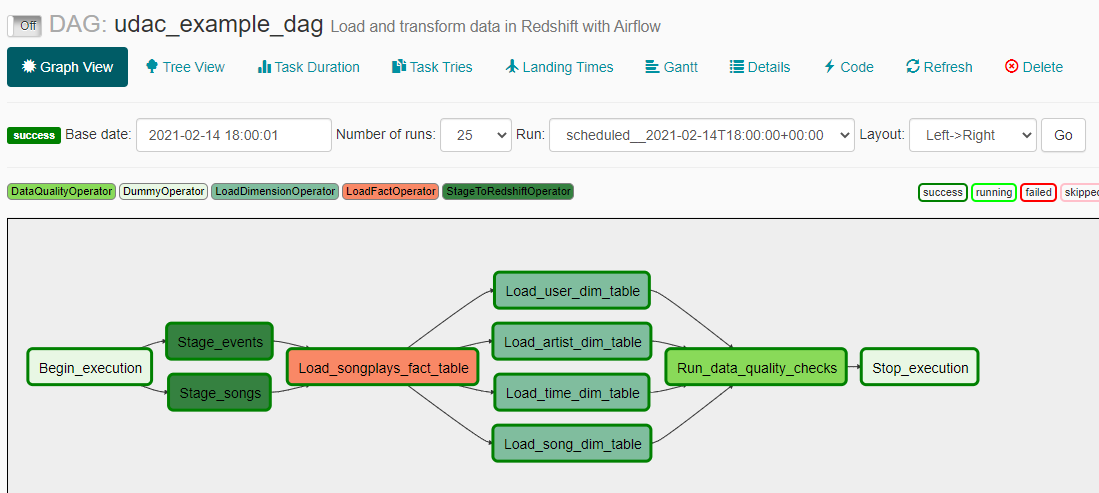 Off DAG: udac_example_dag Load and transform data in Redshift with Airflow
Graph View Tree View Task Duration Task Tries Landing Times Gantt Details Code Refresh Delete
success Base date: 2021-02-14 18:00:01 Number of runs: 25 Run: scheduled__2021-02-14T18:00:00+00:00 Layout: Left->Right Go
DataQualityOperator DummyOperator LoadDimensionOperator LoadFactOperator StageToRedshiftOperator success running failed skipped
Load_user_dim_table
Stage_events Load_artist_dim_table
Begin_execution Load_songplays_fact_table Run_data_quality_checks Stop_execution
Stage_songs Load_time_dim_table
Load_song_dim_table